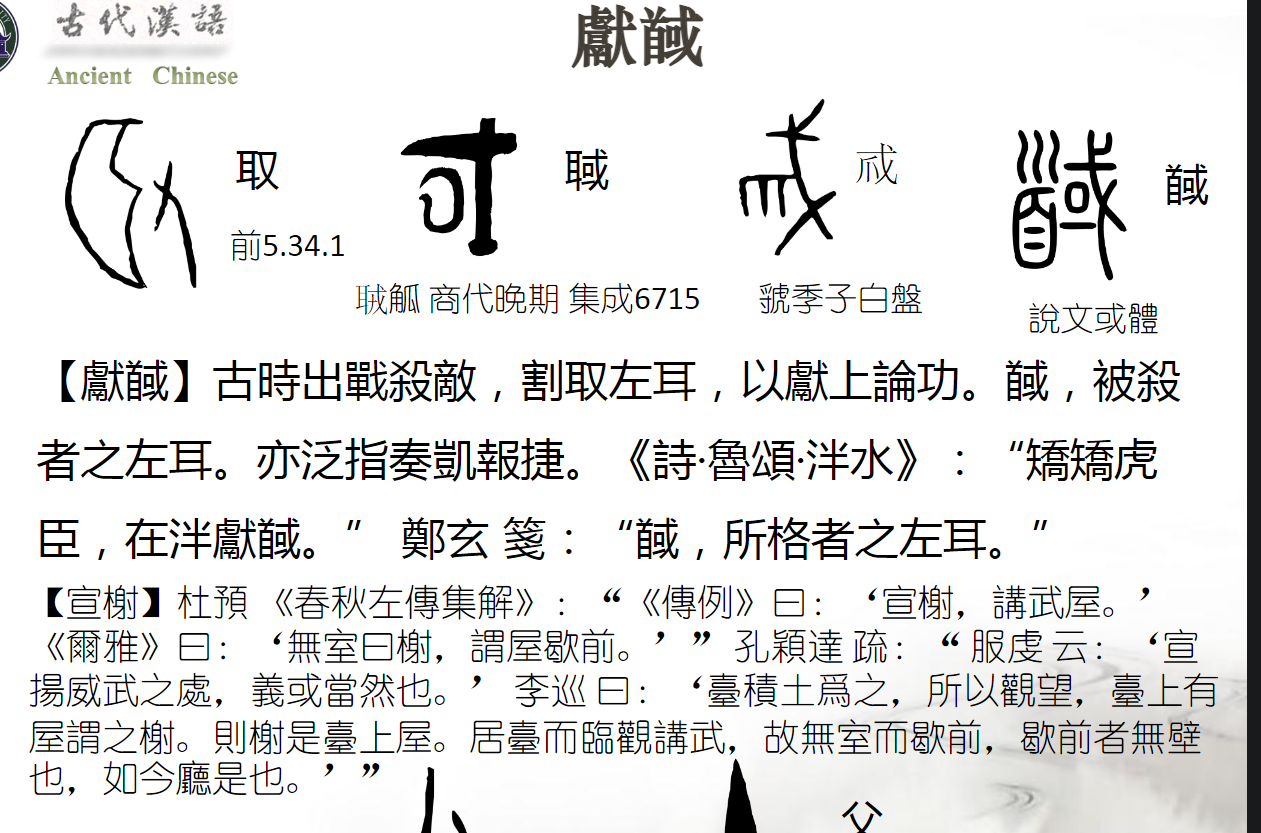 古代漢語
Ancient Chinese
獻馘
取
聝
𢦔
馘
前5.34.1
聝觚 商代晚期 集成6715
虢季子白盤
說文或體
【獻馘】古時出戰殺敵，割取左耳，以獻上論功。馘，被殺
者之左耳。亦泛指奏凱報捷。《詩·魯頌·泮水》：“矯矯虎
臣，在泮獻馘。” 鄭玄 箋：“馘，所格者之左耳。”
【宣榭】杜預 《春秋左傳集解》：“《傳例》曰：‘宣榭，講武屋。’
《爾雅》曰：‘無室曰榭，謂屋歇前。’” 孔穎達 疏：“ 服虔 云：‘宣
揚威武之處，義或當然也。’ 李巡 曰：‘臺積土爲之，所以觀望，臺上有
屋謂之榭。則榭是臺上屋。居臺而臨觀講武，故無室而歇前，歇前者無壁
也，如今廳是也。’”
父